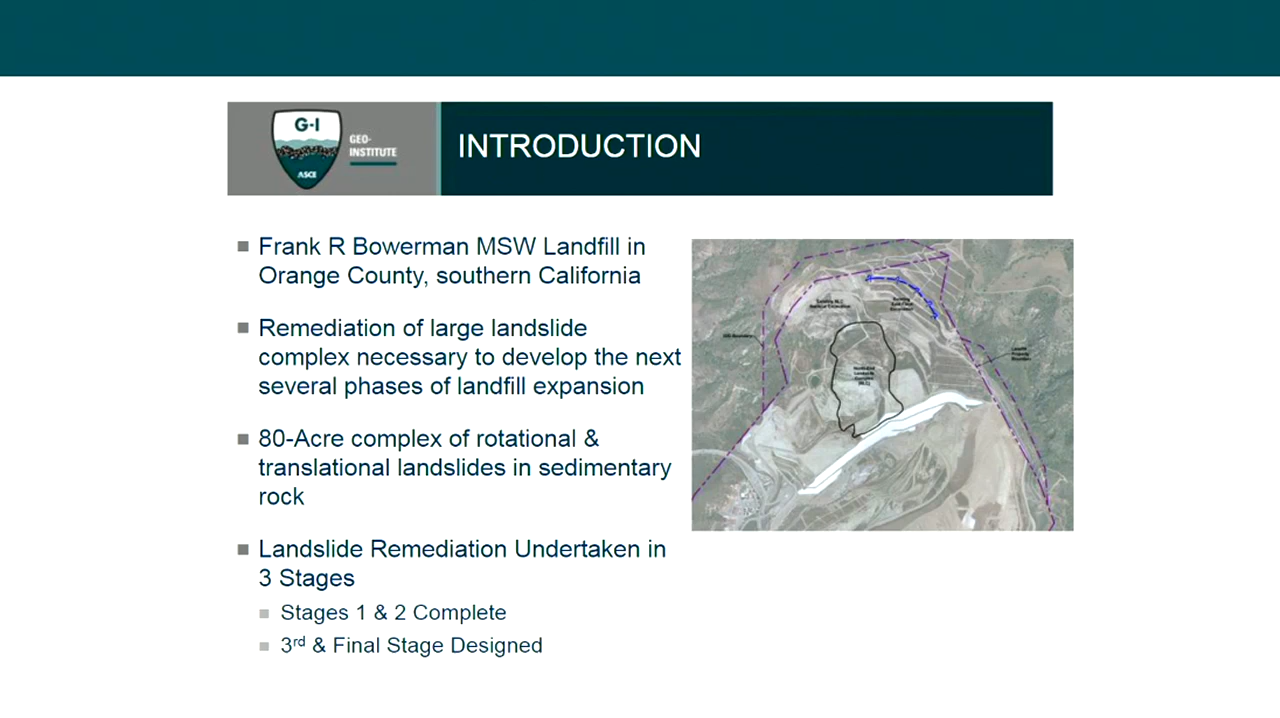 G-I
GEO-
INSTITUTE
ASCE
INTRODUCTION
■ Frank R Bowerman MSW Landfill in
Orange County, southern California
■ Remediation of large landslide
complex necessary to develop the next
several phases of landfill expansion
■ 80-Acre complex of rotational &
translational landslides in sedimentary
rock
■ Landslide Remediation Undertaken in
3 Stages
■ Stages 1 & 2 Complete
■ 3rd & Final Stage Designed